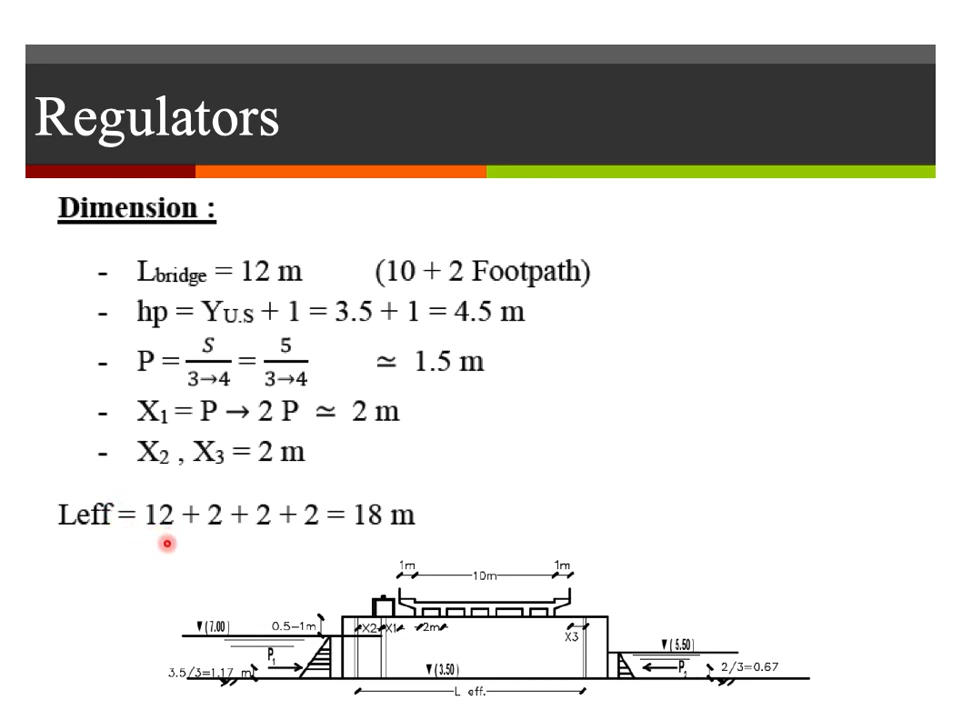 Regulators
Dimension :
- Lbridge = 12 m (10 + 2 Footpath)
- hp = YU.S + 1 = 3.5 + 1 = 4.5 m
- P = S/3→4 = 5/3→4 ≃ 1.5 m
- X1 = P → 2 P ≃ 2 m
- X2 , X3 = 2 m
Leff = 12 + 2 + 2 + 2 = 18 m
1m 10m 1m
(7.00) 0.5-1m X2 X1 2m X3 (5.50)
3.5/3=1.17 m P1 (3.50) P2 2/3=0.67
L eff.